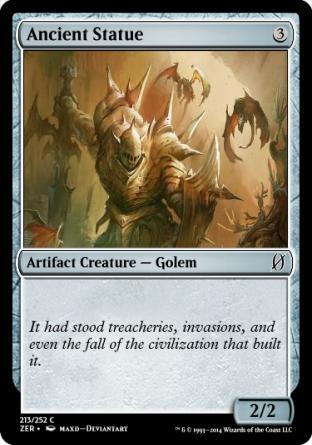 Ancient Statue 3
Artifact Creature — Golem
It had stood treacheries, invasions, and
even the fall of the civilization that built
it.
2/2
213/252 C
ZER • MAXD—DEVIANTART
™ & © 1993–2014 Wizards of the Coast LLC